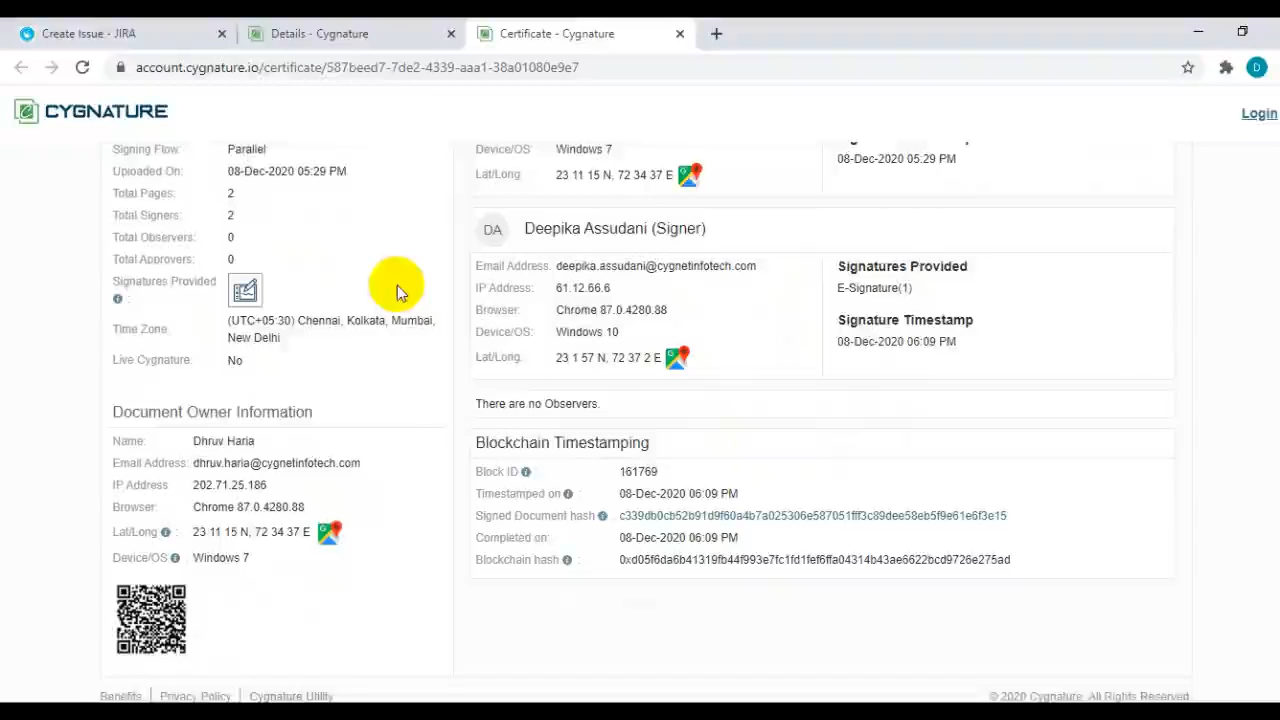 Create Issue - JIRA
Details - Cygnature
Certificate - Cygnature
account.cygnature.io/certificate/587beed7-7de2-4339-aaa1-38a01080e9e7
D
CYGNATURE
Login
Signing Flow: Parallel
Uploaded On: 08-Dec-2020 05:29 PM
Total Pages: 2
Total Signers: 2
Total Observers: 0
Total Approvers: 0
Signatures Provided
:
Time Zone: (UTC+05:30) Chennai, Kolkata, Mumbai,
New Delhi
Live Cygnature: No
Document Owner Information
Name: Dhruv Haria
Email Address: dhruv.haria@cygnetinfotech.com
IP Address 202.71.25.186
Browser: Chrome 87.0.4280.88
Lat/Long : 23 11 15 N, 72 34 37 E
Device/OS : Windows 7
Device/OS: Windows 7
Lat/Long: 23 11 15 N, 72 34 37 E
08-Dec-2020 05:29 PM
DA Deepika Assudani (Signer)
Email Address: deepika.assudani@cygnetinfotech.com
IP Address: 61.12.66.6
Browser: Chrome 87.0.4280.88
Device/OS: Windows 10
Lat/Long: 23 1 57 N, 72 37 2 E
Signatures Provided
E-Signature(1)
Signature Timestamp
08-Dec-2020 06:09 PM
There are no Observers.
Blockchain Timestamping
Block ID : 161769
Timestamped on : 08-Dec-2020 06:09 PM
Signed Document hash : c339db0cb52b91d9f60a4b7a025306e587051fff3c89dee58eb5f9e61e6f3e15
Completed on: 08-Dec-2020 06:09 PM
Blockchain hash : 0xd05f6da6b41319fb44f993e7fc1fd1fef6ffa04314b43ae6622bcd9726e275ad
Benefits Privacy Policy Cygnature Utility
© 2020 Cygnature. All Rights Reserved.